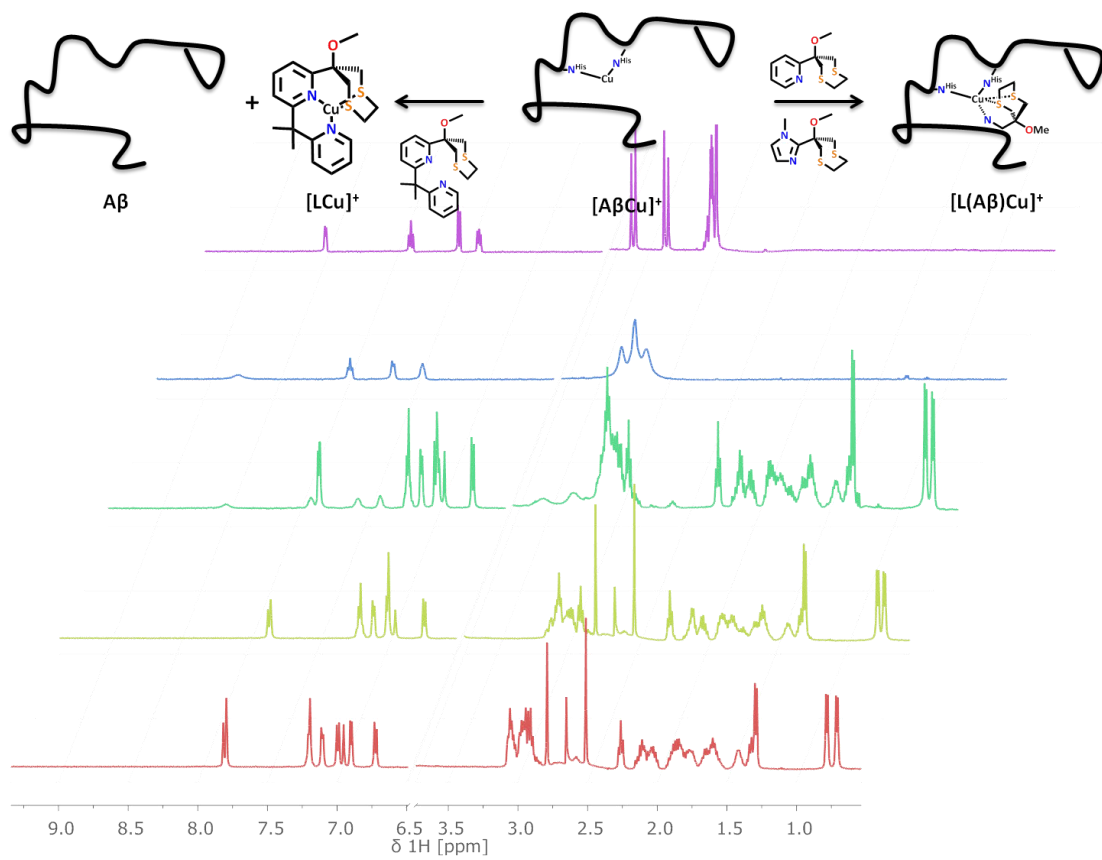 O
N
S
Cu
S
N
+
Aβ
[LCu]⁺
O
N
S
S
N
N^His
N^His
Cu
[AβCu]⁺
O
N
S
S
N
N
O
S
S
N^His
N^His
Cu
S
S
N
OMe
[L(Aβ)Cu]⁺
9.0 8.5 8.0 7.5 7.0 6.5 3.5 3.0 2.5 2.0 1.5 1.0
δ 1H [ppm]